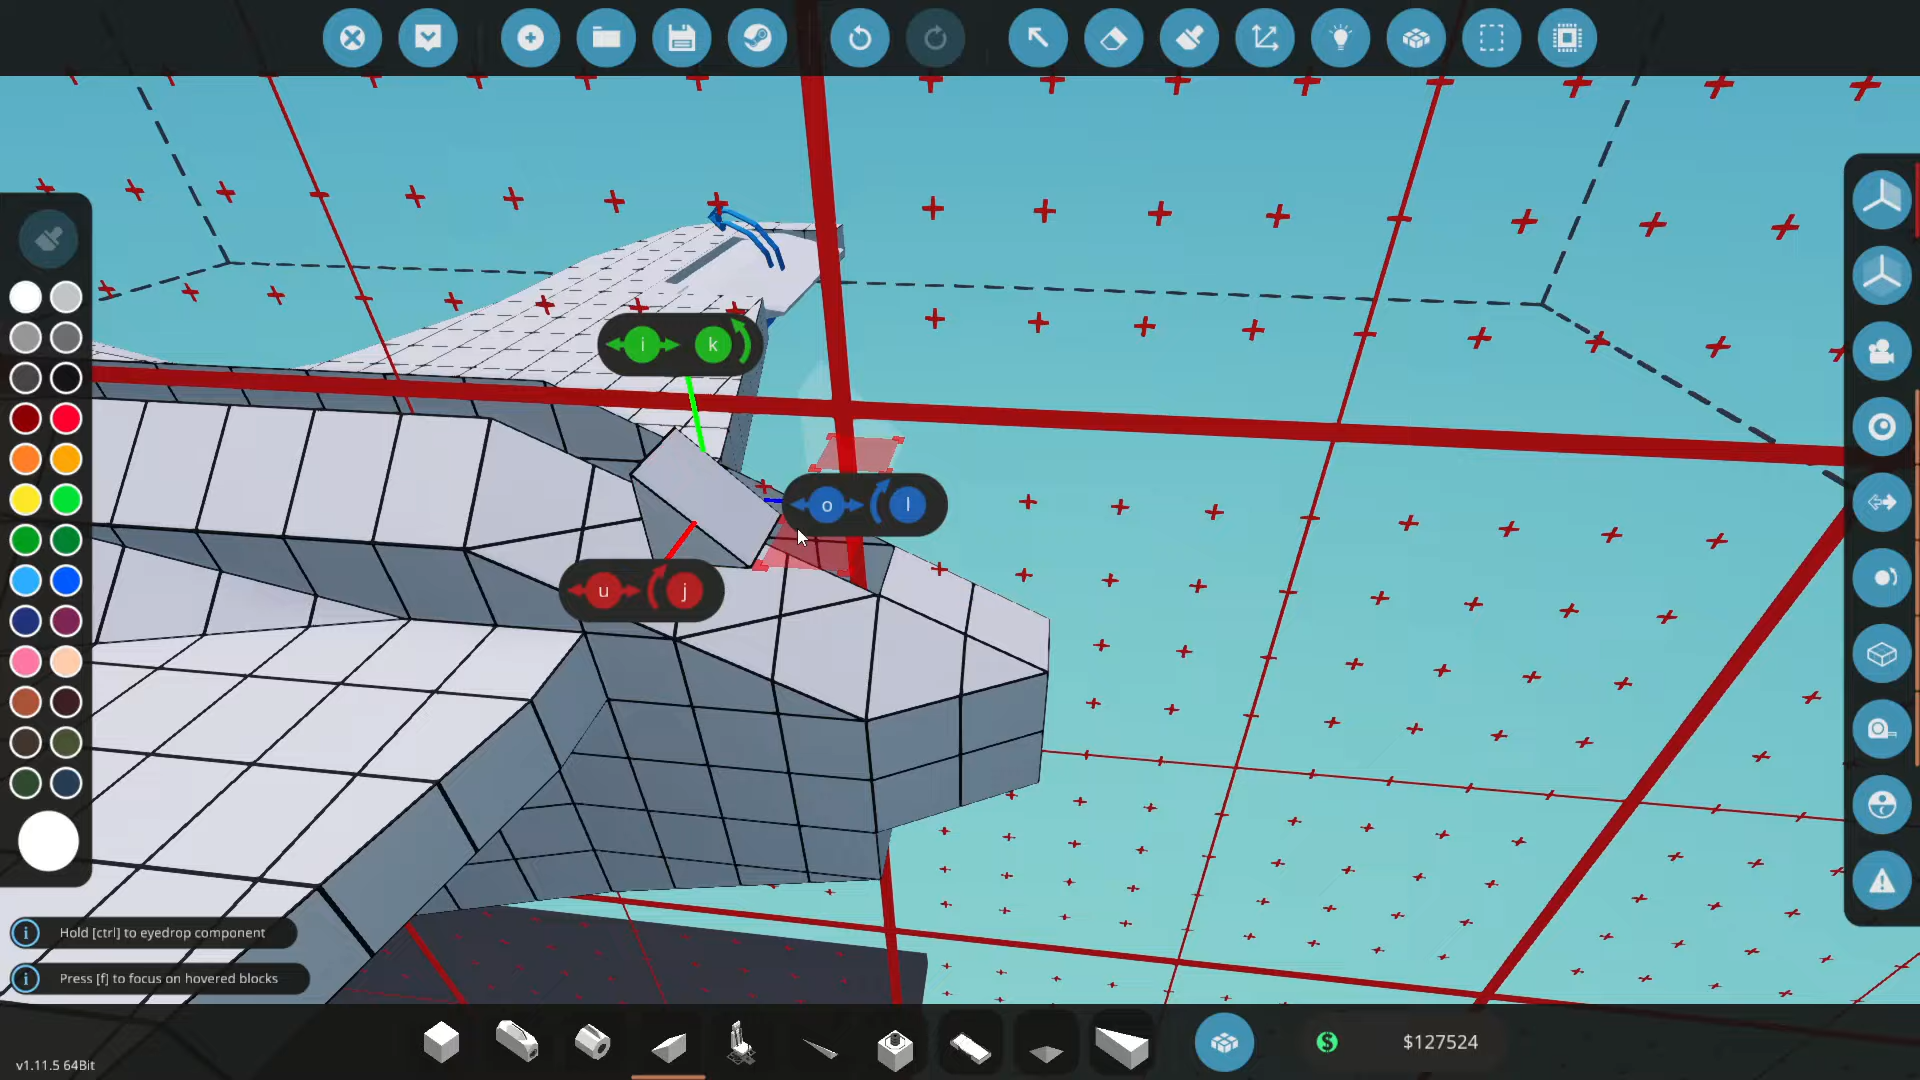 i k
o l
u j
Hold [ctrl] to eyedrop component
Press [f] to focus on hovered blocks
$127524
v1.11.5 64Bit